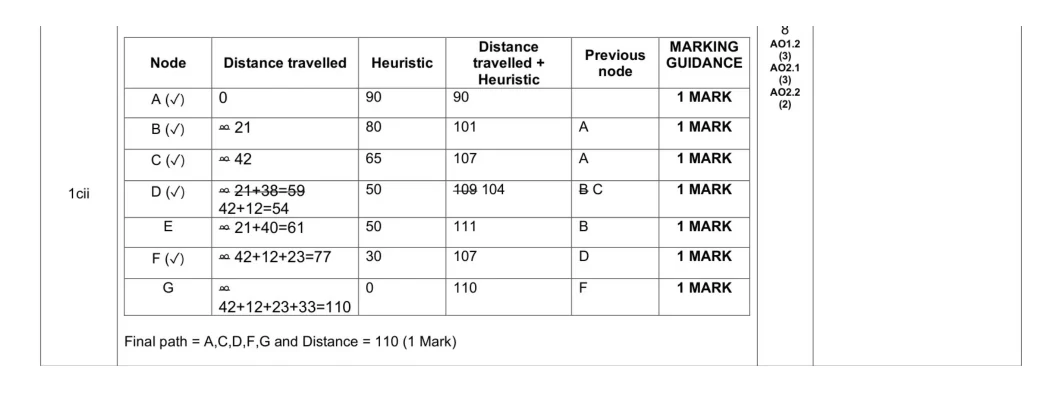 8
AO1.2
(3)
AO2.1
(3)
AO2.2
(2)
1cii
Node Distance travelled Heuristic Distance travelled + Heuristic Previous node MARKING GUIDANCE
A (✓) 0 90 90 1 MARK
B (✓) ∞ 21 80 101 A 1 MARK
C (✓) ∞ 42 65 107 A 1 MARK
D (✓) ∞ 21+38=59 50 109 104 B C 1 MARK
42+12=54
E ∞ 21+40=61 50 111 B 1 MARK
F (✓) ∞ 42+12+23=77 30 107 D 1 MARK
G ∞ 0 110 F 1 MARK
42+12+23+33=110
Final path = A,C,D,F,G and Distance = 110 (1 Mark)